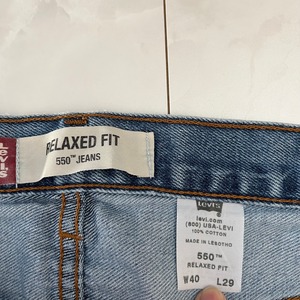 Levi's
RELAXED FIT
550™ JEANS
Levi's
levi.com
(800) USA-LEVI
100% COTTON
MADE IN LESOTHO
550™
RELAXED FIT
W40 L29